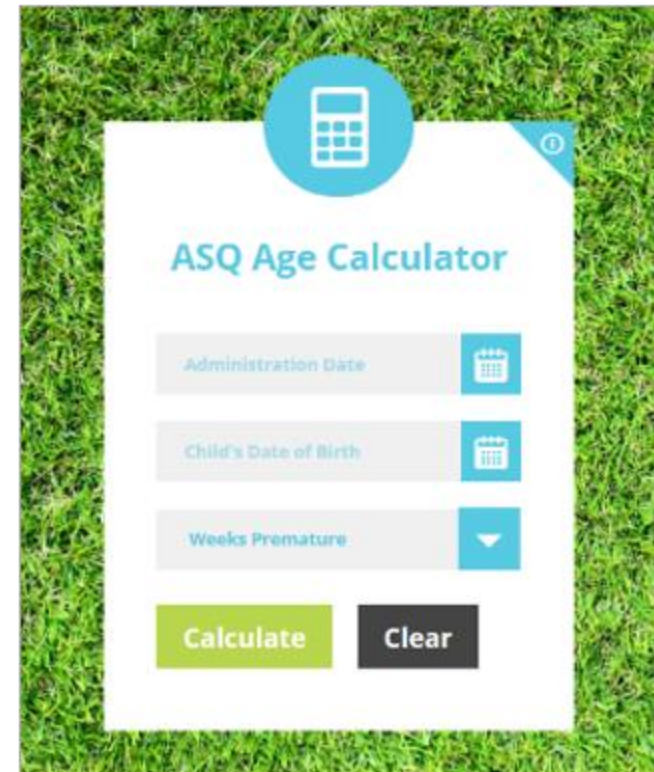 ASQ Age Calculator
Administration Date
Child's Date of Birth
Weeks Premature
Calculate
Clear